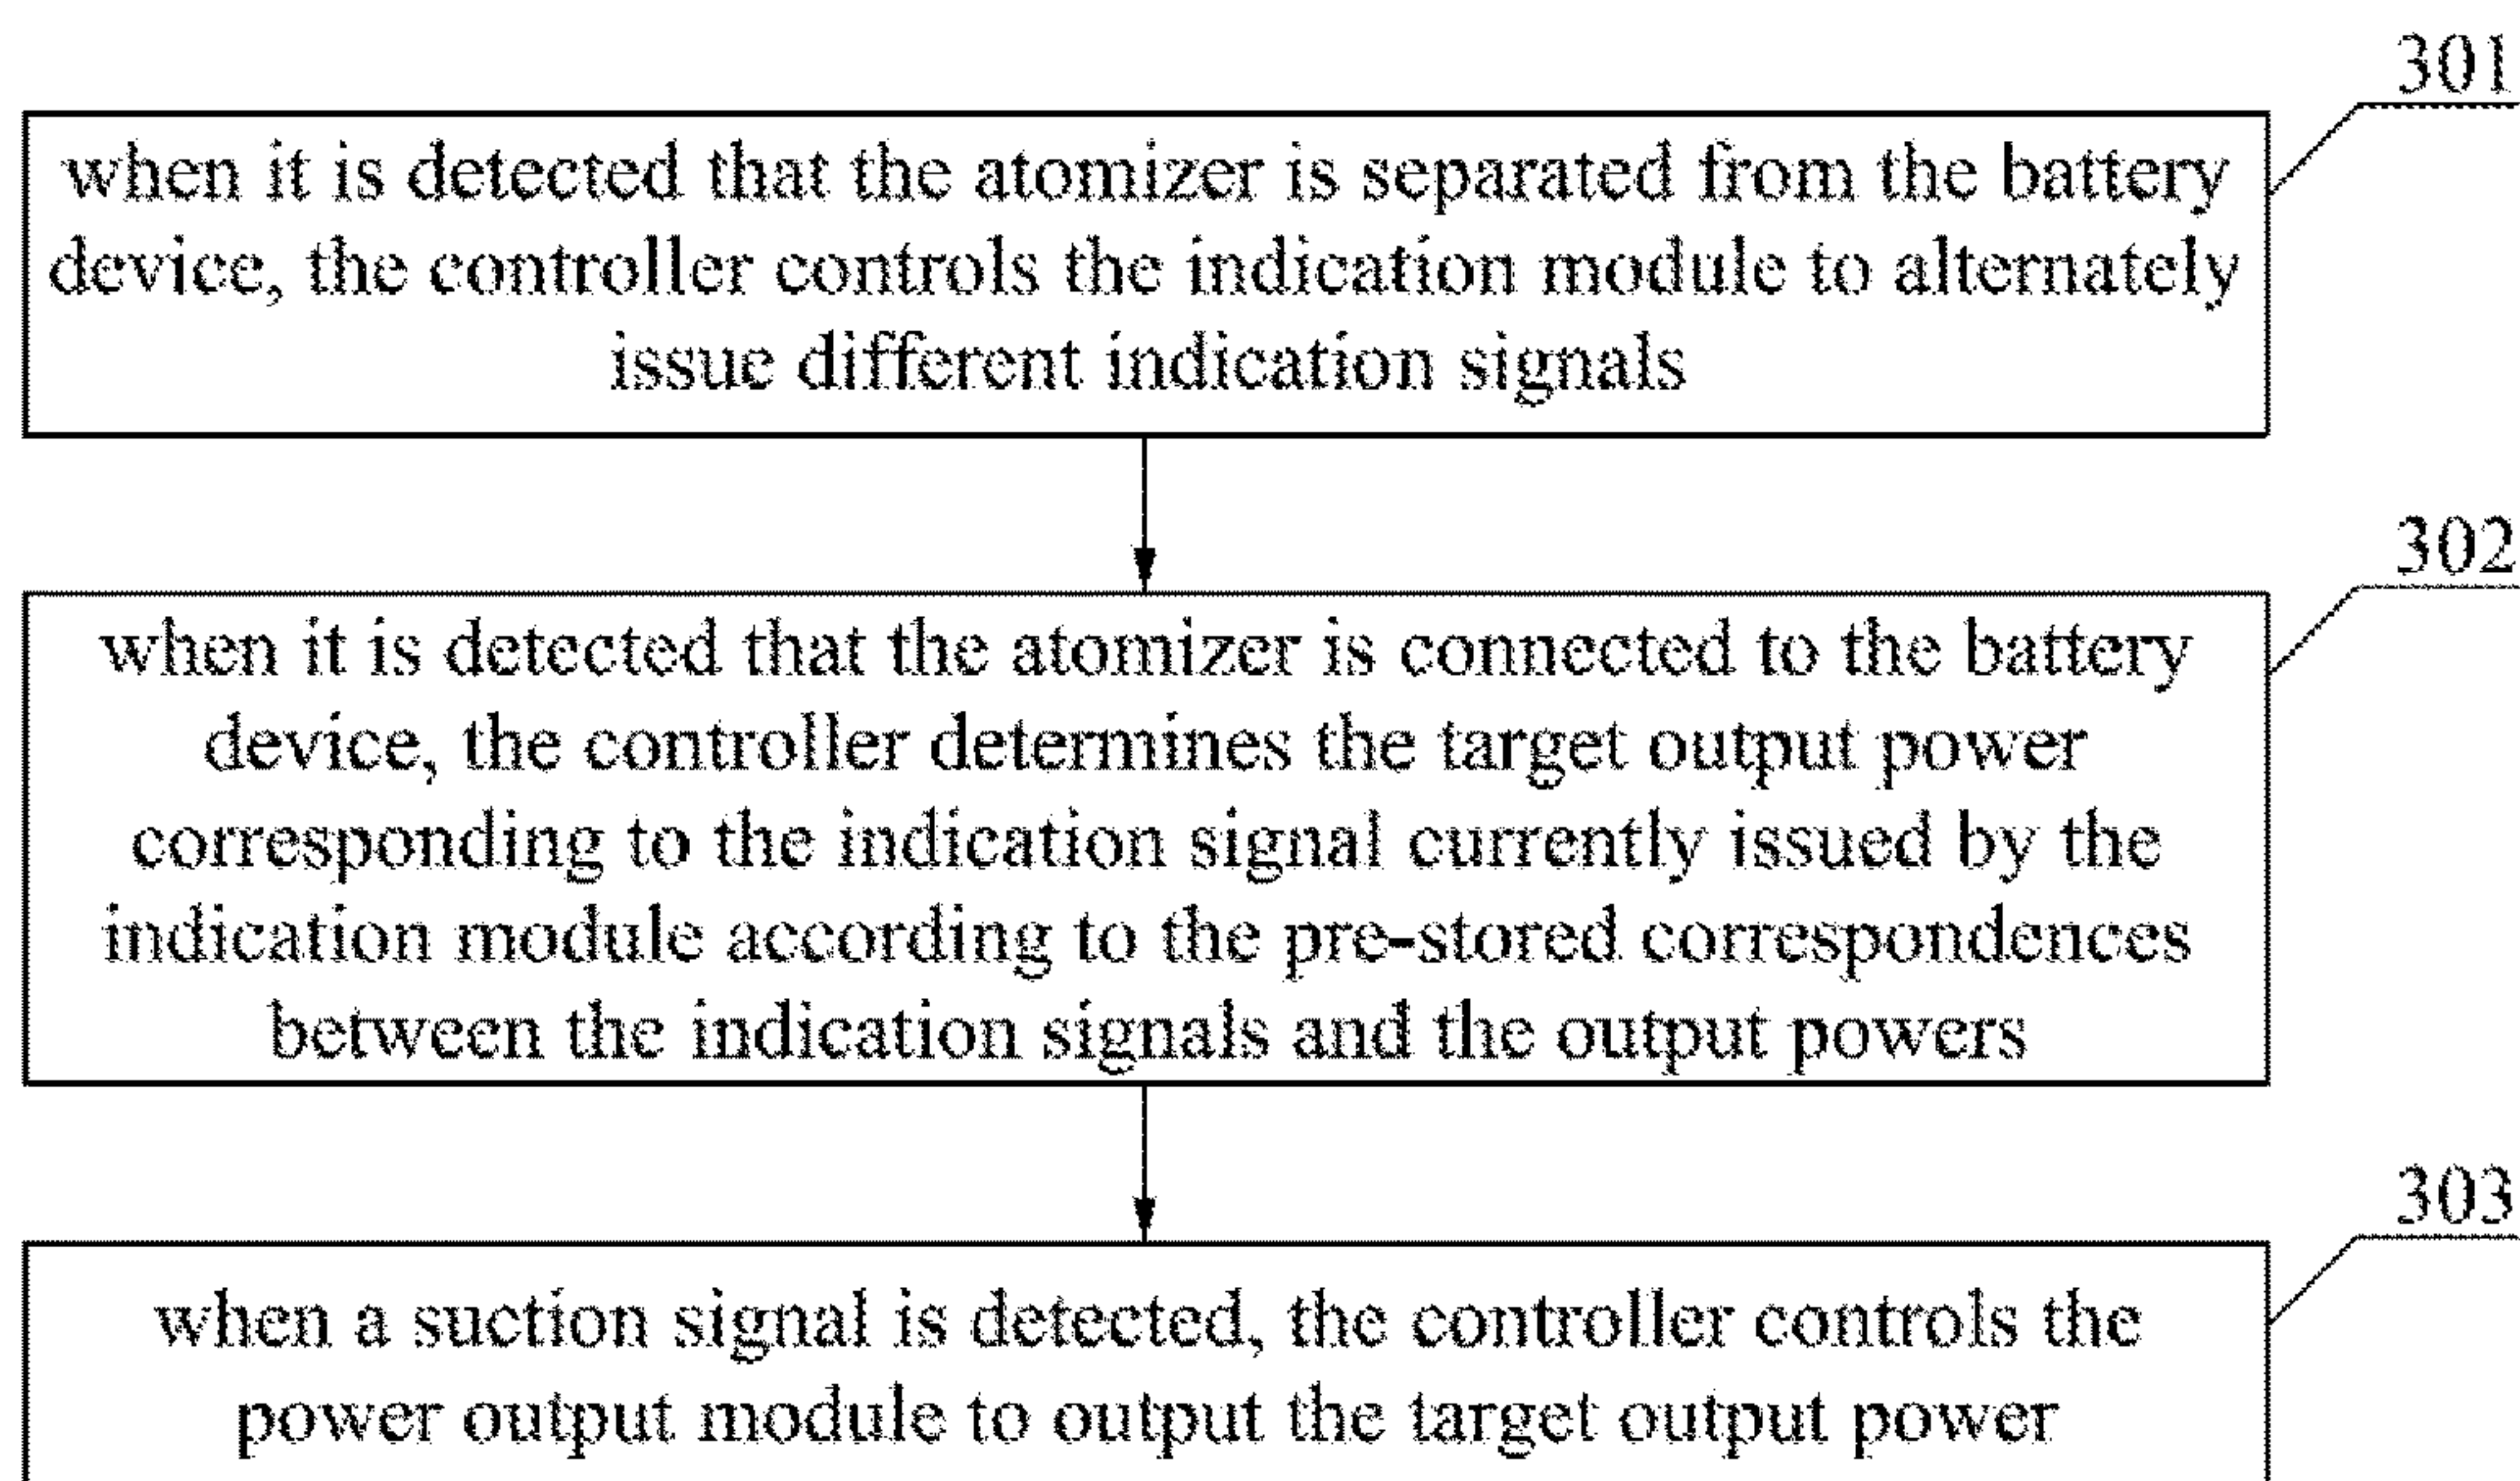 301
when it is detected that the atomizer is separated from the battery
device, the controller controls the indication module to alternately
issue different indication signals
302
when it is detected that the atomizer is connected to the battery
device, the controller determines the target output power
corresponding to the indication signal currently issued by the
indication module according to the pre-stored correspondences
between the indication signals and the output powers
303
when a suction signal is detected, the controller controls the
power output module to output the target output power